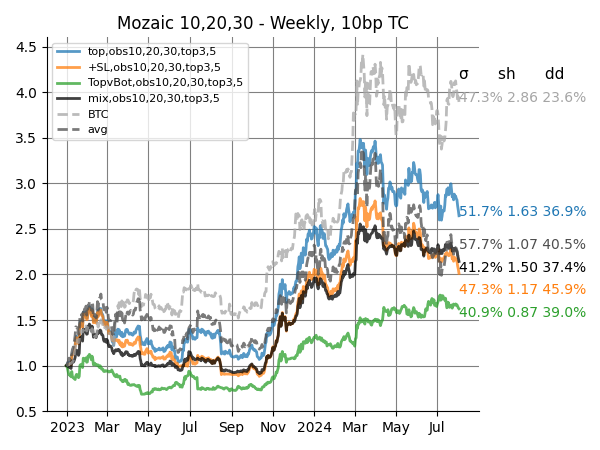 Mozaic 10,20,30 - Weekly, 10bp TC
4.5
4.0
3.5
3.0
2.5
2.0
1.5
1.0
0.5
top,obs10,20,30,top3,5
+SL,obs10,20,30,top3,5
TopvBot,obs10,20,30,top3,5
mix,obs10,20,30,top3,5
BTC
avg
σ sh dd
47.3% 2.86 23.6%
51.7% 1.63 36.9%
57.7% 1.07 40.5%
41.2% 1.50 37.4%
47.3% 1.17 45.9%
40.9% 0.87 39.0%
2023 Mar May Jul Sep Nov 2024 Mar May Jul